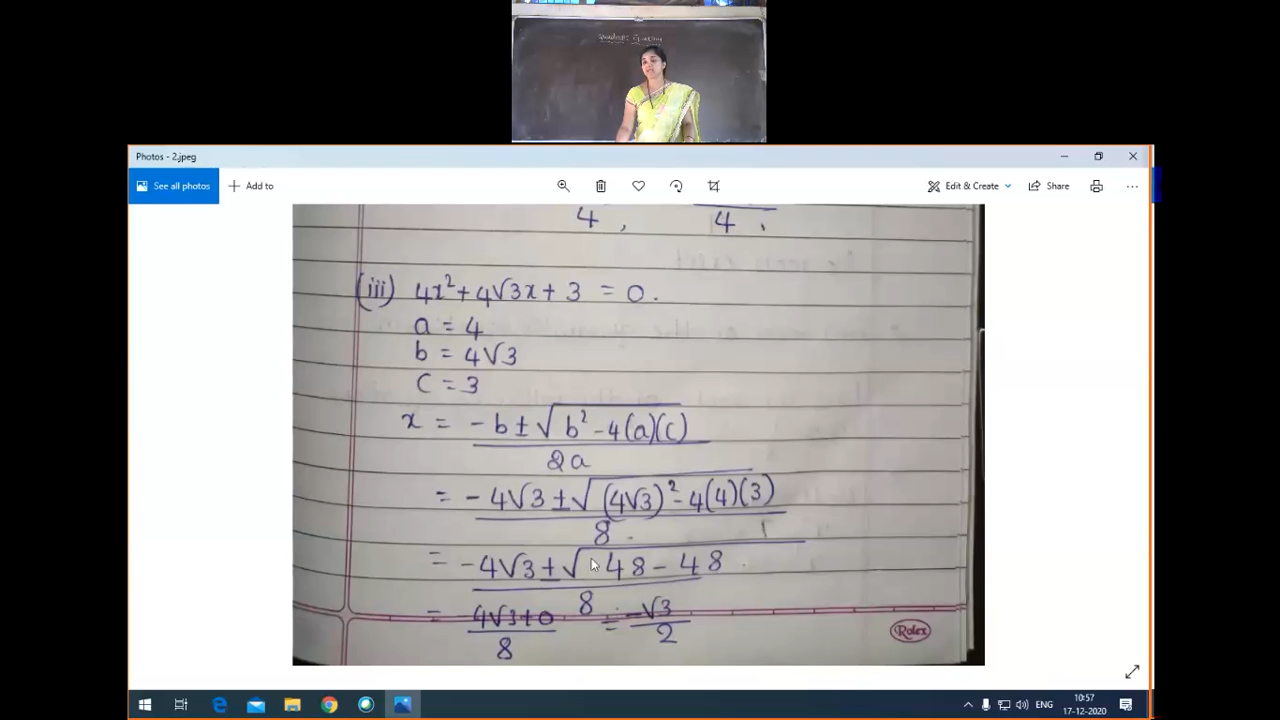 Quadratic Equation
Photos - 2.jpeg
See all photos
Add to
Edit & Create
Share
4 , 4 .
(iii) 4x² + 4√3x + 3 = 0.
a = 4
b = 4√3
c = 3
x = -b ± √b² - 4(a)(c)
2a
= -4√3 ± √(4√3)² - 4(4)(3)
8
= -4√3 ± √48 - 48
8
= 4√3 + 0 = -√3
8 2
Rolex
ENG
10:57
17-12-2020